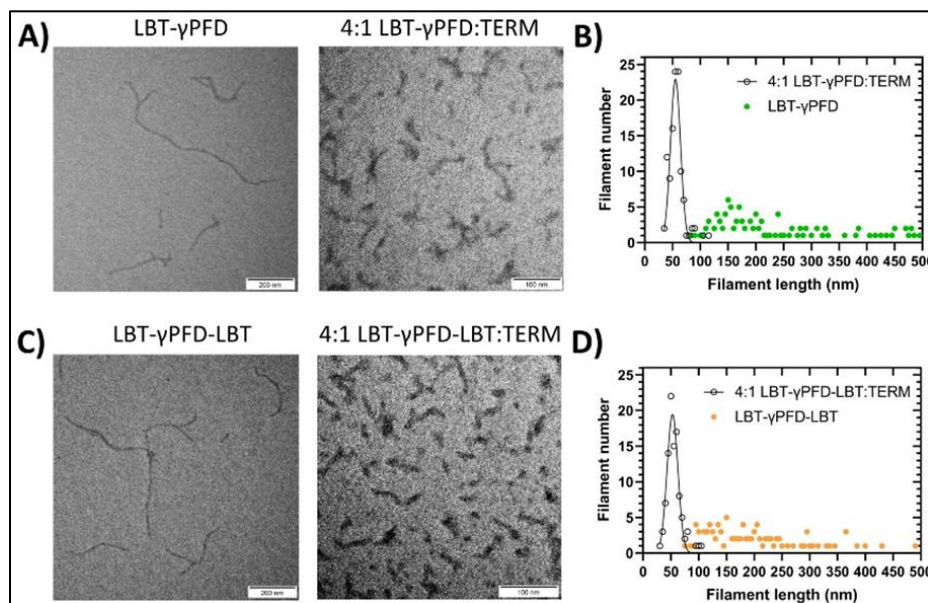 A)
LBT-γPFD
4:1 LBT-γPFD:TERM
200 nm
100 nm
B)
Filament number
25
20
15
10
5
0
4:1 LBT-γPFD:TERM
LBT-γPFD
0 50 100 150 200 250 300 350 400 450 500
Filament length (nm)
C)
LBT-γPFD-LBT
4:1 LBT-γPFD-LBT:TERM
200 nm
100 nm
D)
Filament number
25
20
15
10
5
0
4:1 LBT-γPFD-LBT:TERM
LBT-γPFD-LBT
0 50 100 150 200 250 300 350 400 450 500
Filament length (nm)